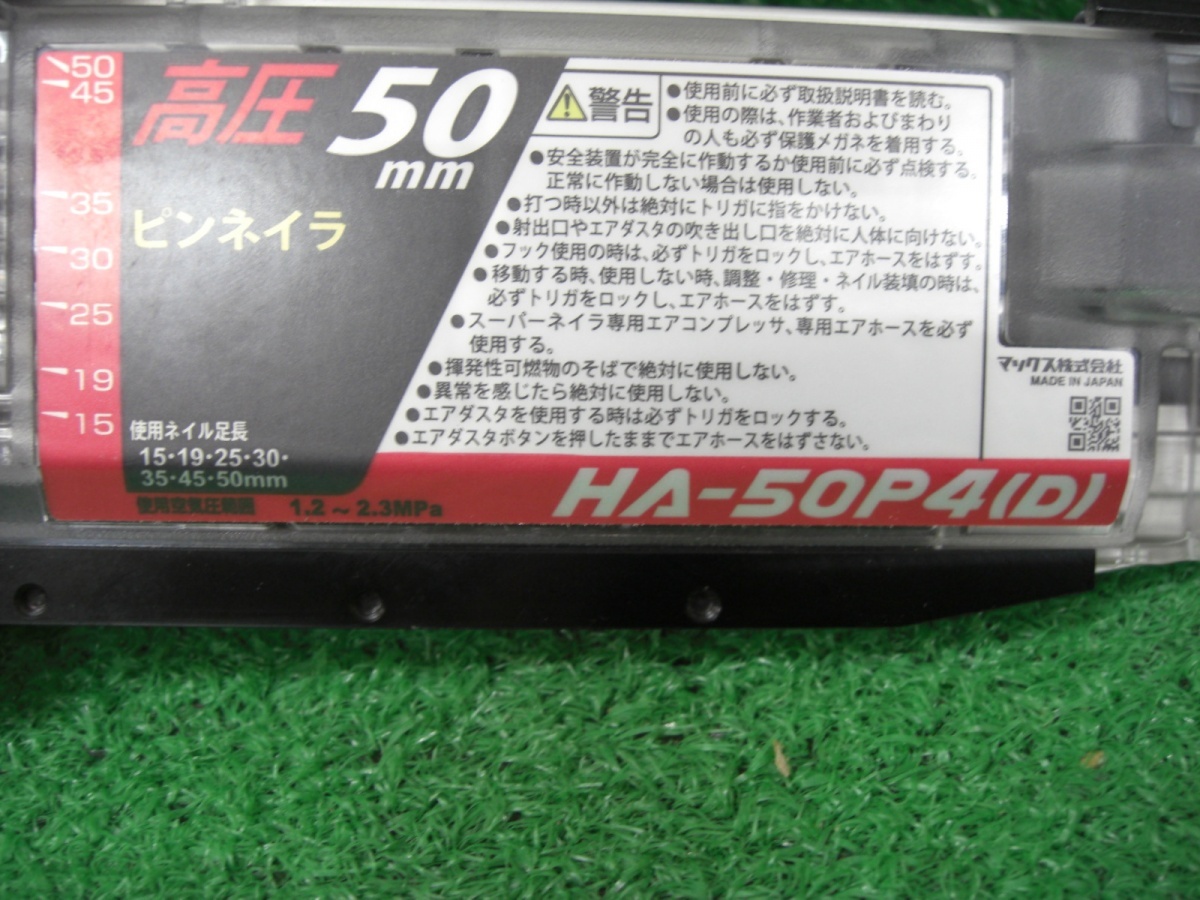 50
45
35
30
25
19
15
高圧 50
mm
ピンネイラ
使用ネイル足長
15・19・25・30・
35・45・50mm
使用空気圧範囲 1.2～2.3MPa
警告
●使用前に必ず取扱説明書を読む。
●使用の際は、作業者およびまわり
の人も必ず保護メガネを着用する。
●安全装置が完全に作動するか使用前に必ず点検する。
正常に作動しない場合は使用しない。
●打つ時以外は絶対にトリガに指をかけない。
●射出口やエアダスタの吹き出し口を絶対に人体に向けない。
●フック使用の時は、必ずトリガをロックし、エアホースをはずす。
●移動する時、使用しない時、調整・修理・ネイル装填の時は、
必ずトリガをロックし、エアホースをはずす。
●スーパーネイラ専用エアコンプレッサ、専用エアホースを必ず
使用する。
●揮発性可燃物のそばで絶対に使用しない。
●異常を感じたら絶対に使用しない。
●エアダスタを使用する時は必ずトリガをロックする。
●エアダスタボタンを押したままでエアホースをはずさない。
マックス株式会社
MADE IN JAPAN
HA-50P4(D)